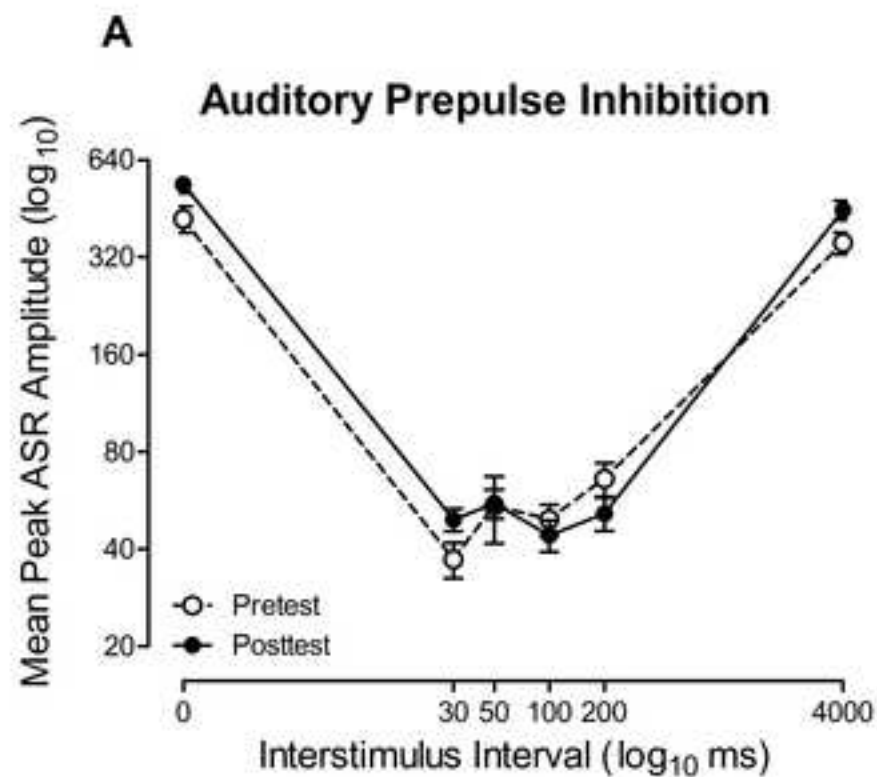 A
Auditory Prepulse Inhibition
Mean Peak ASR Amplitude (log10)
640
320
160
80
40
20
Pretest
Posttest
0 30 50 100 200 4000
Interstimulus Interval (log10 ms)